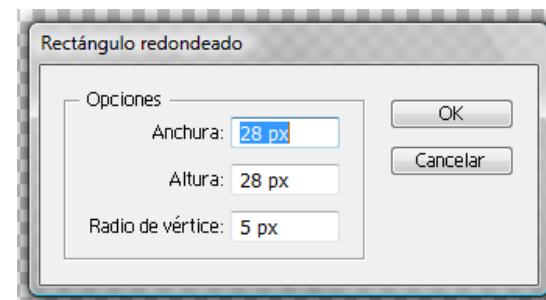 Rectángulo redondeado
Opciones
Anchura: 28 px
Altura: 28 px
Radio de vértice: 5 px
OK
Cancelar